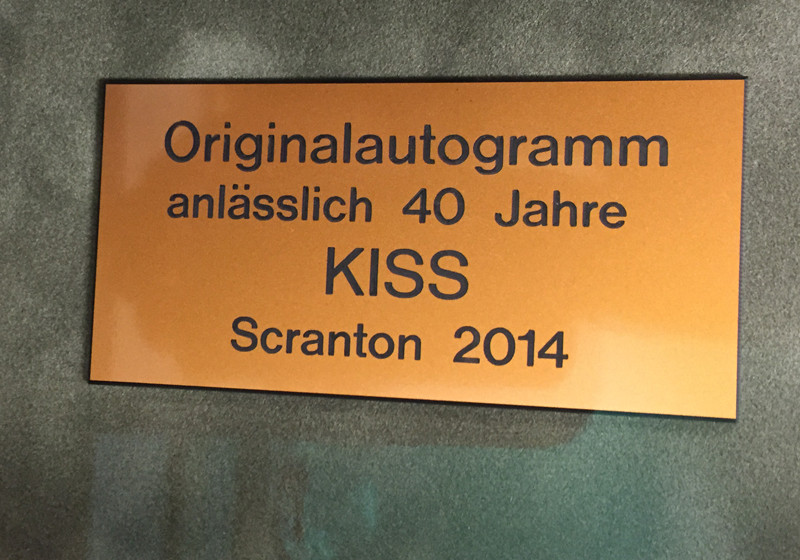 Originalautogramm
anlässlich 40 Jahre
KISS
Scranton 2014